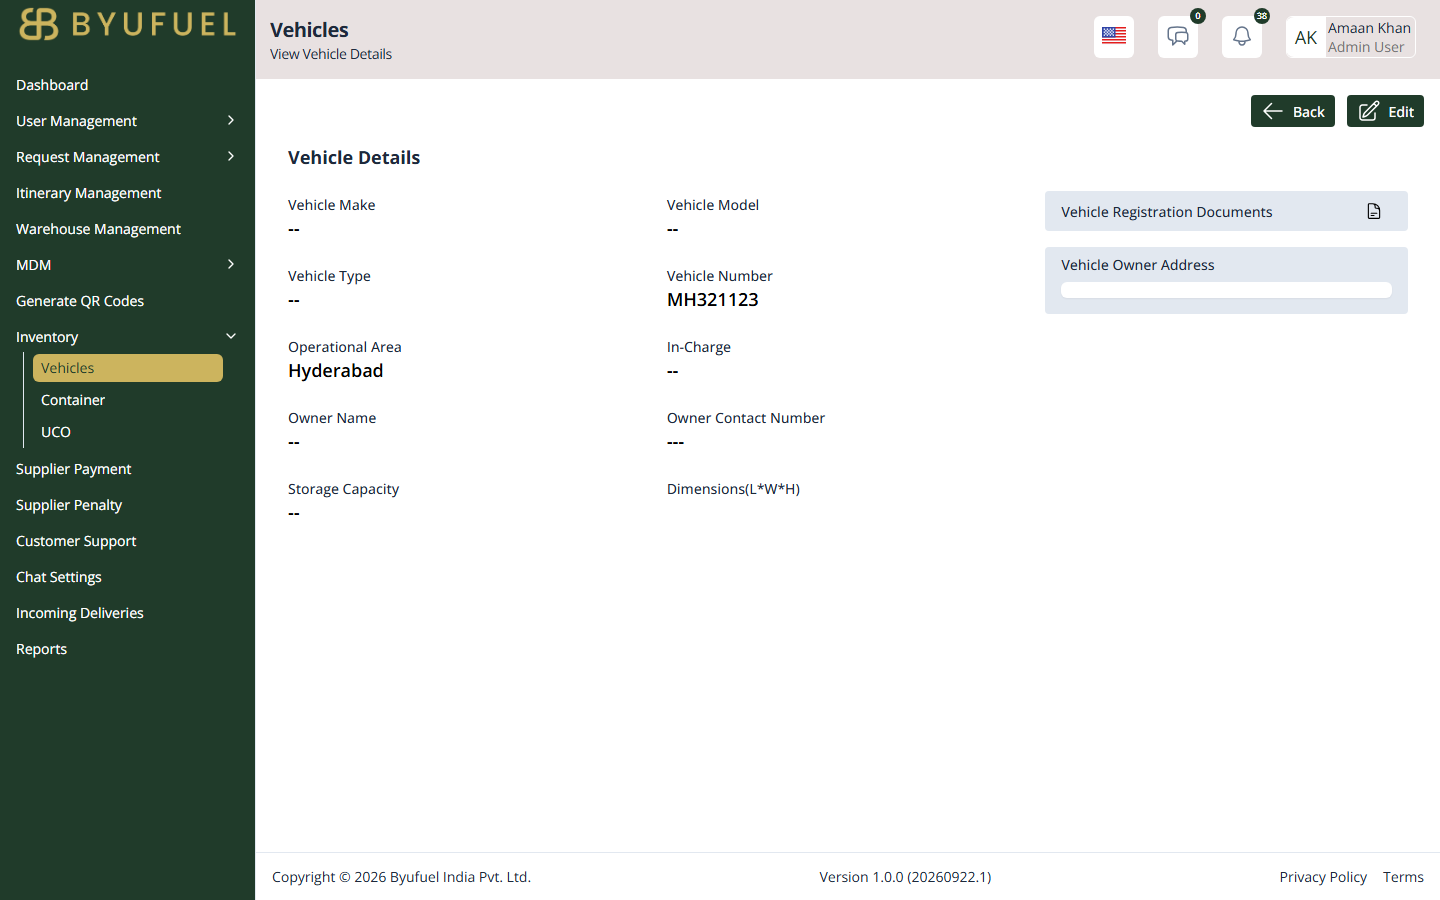 BYUFUEL
Dashboard
User Management
Request Management
Itinerary Management
Warehouse Management
MDM
Generate QR Codes
Inventory
Vehicles
Container
UCO
Supplier Payment
Supplier Penalty
Customer Support
Chat Settings
Incoming Deliveries
Reports
Vehicles
View Vehicle Details
0
38
AK
Amaan Khan
Admin User
Back
Edit
Vehicle Details
Vehicle Make
--
Vehicle Model
--
Vehicle Type
--
Vehicle Number
MH321123
Operational Area
Hyderabad
In-Charge
--
Owner Name
--
Owner Contact Number
---
Storage Capacity
--
Dimensions(L*W*H)
Vehicle Registration Documents
Vehicle Owner Address
Copyright © 2026 Byufuel India Pvt. Ltd.
Version 1.0.0 (20260922.1)
Privacy Policy
Terms